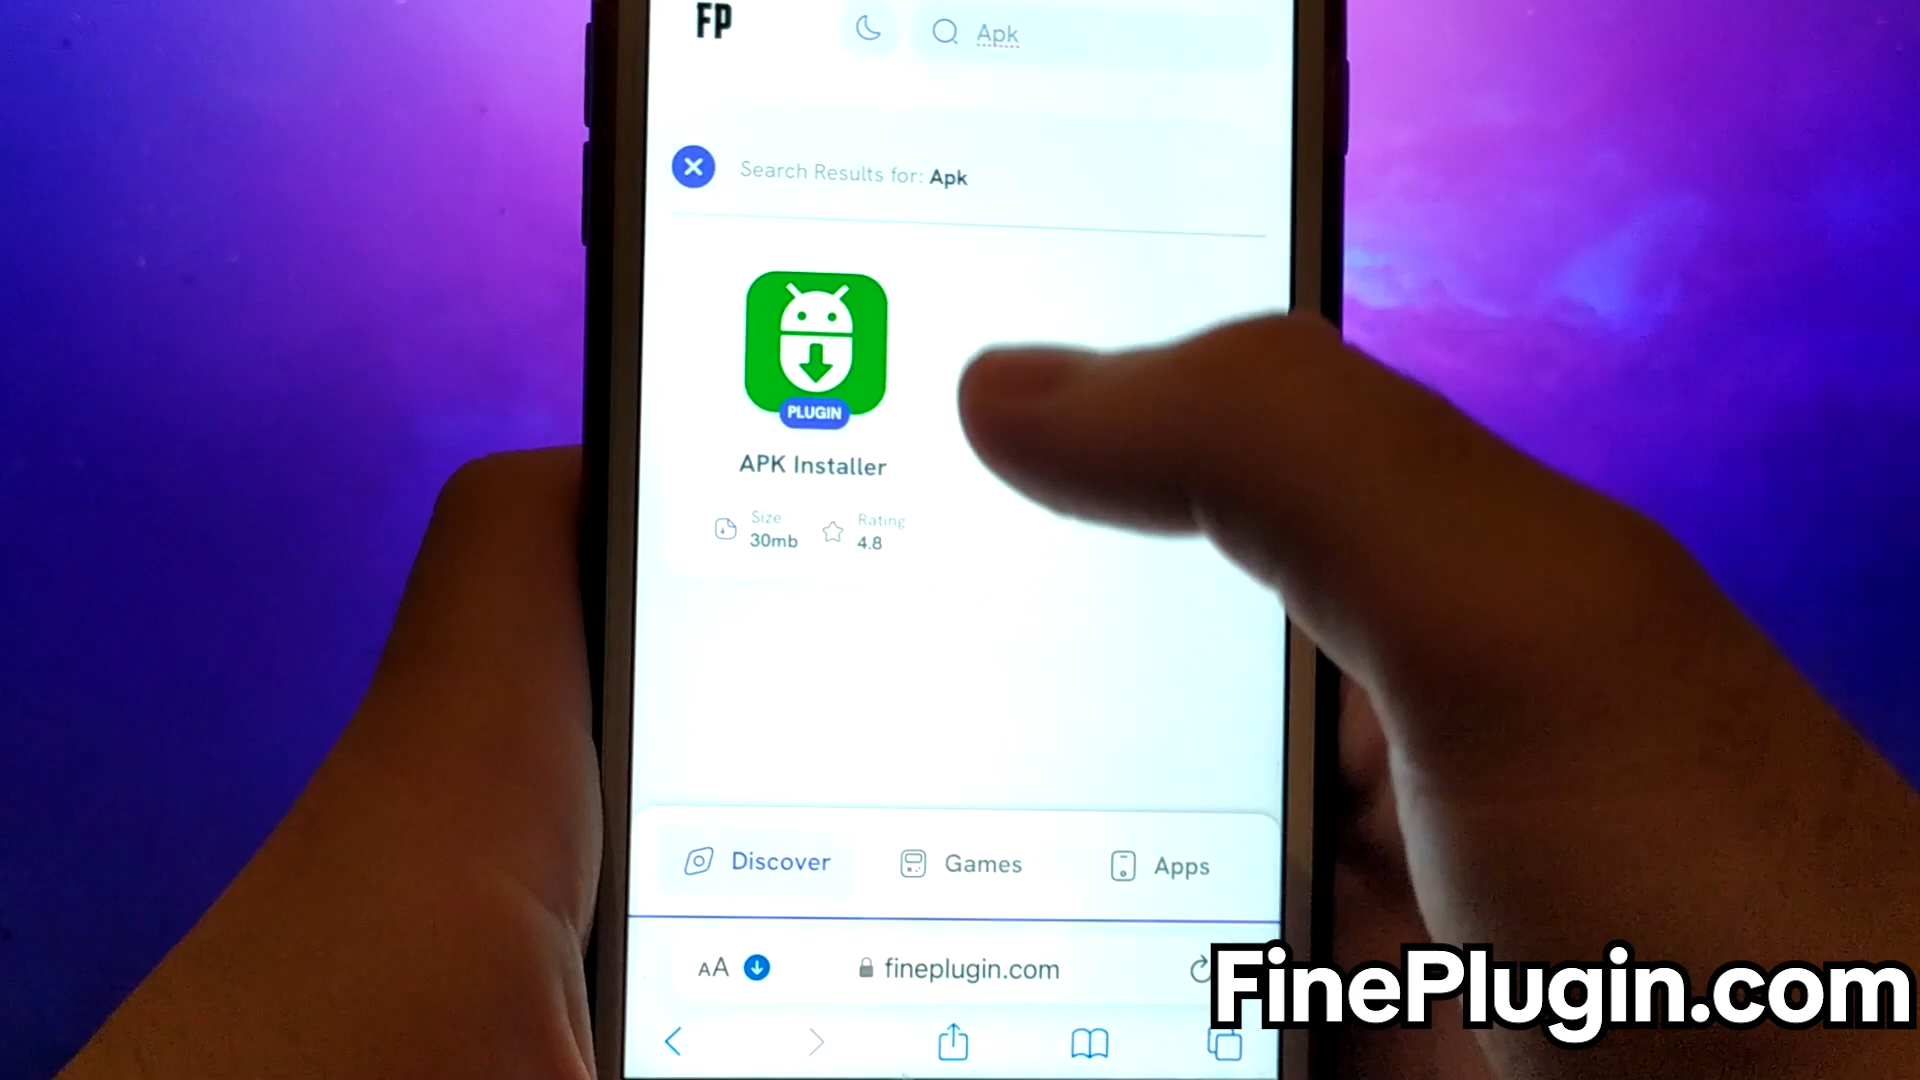 FP
Apk
Search Results for: Apk
PLUGIN
APK Installer
Size
30mb
Rating
4.8
Discover
Games
Apps
AA
fineplugin.com
FinePlugin.com